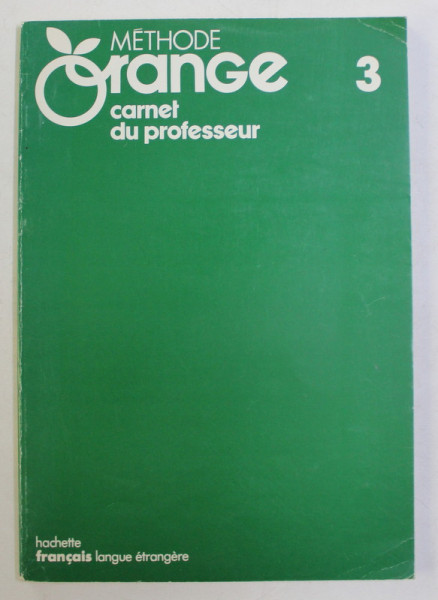 MÉTHODE
Orange 3
carnet
du professeur
hachette
français langue étrangère